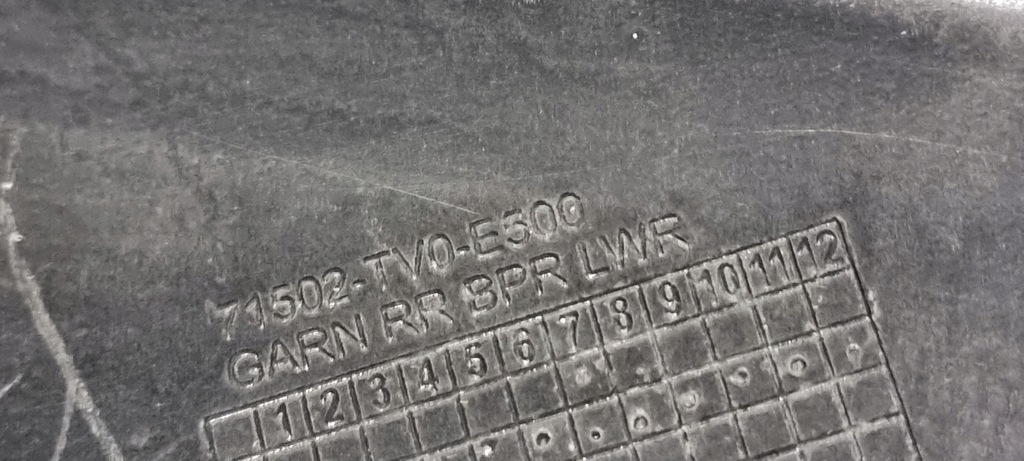 71502-TV0-E500
GARN RR BPR LWR
1 2 3 4 5 6 7 8 9 10 11 12